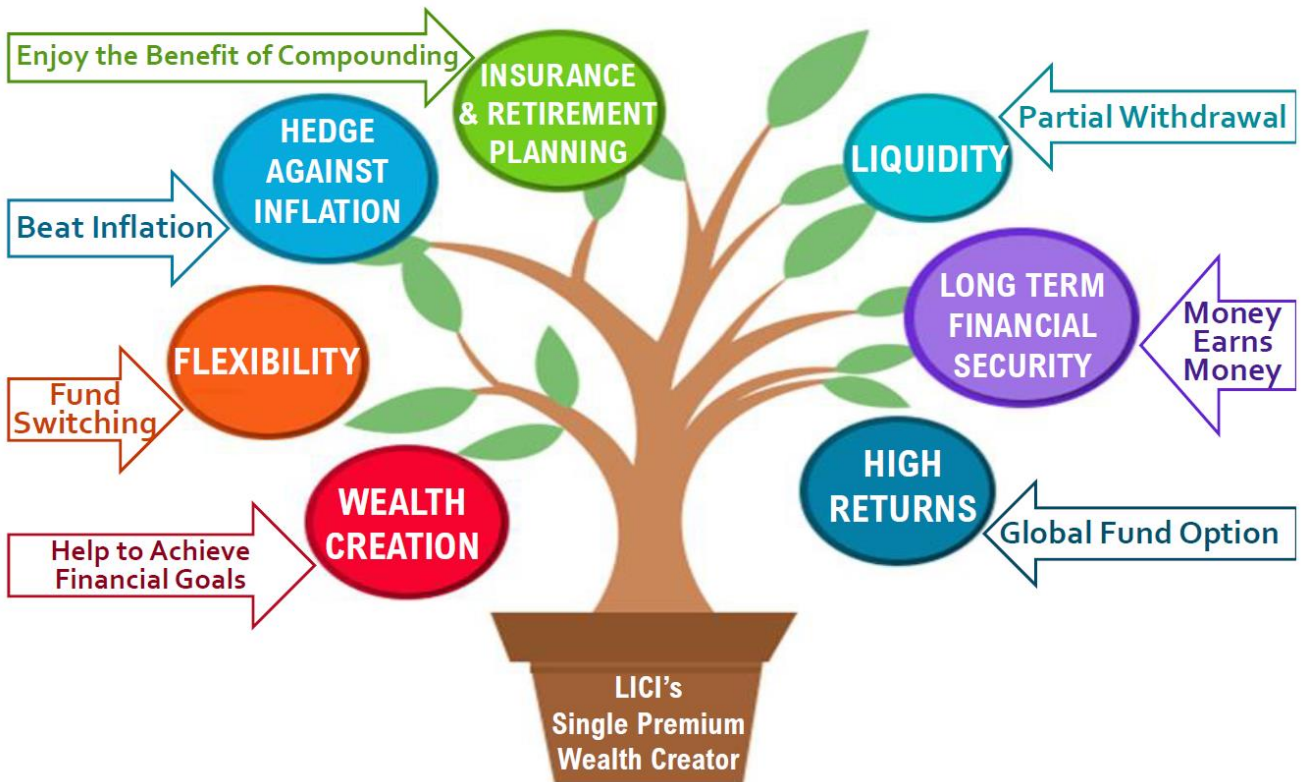 Enjoy the Benefit of Compounding
INSURANCE
& RETIREMENT
PLANNING
HEDGE
AGAINST
INFLATION
Beat Inflation
LIQUIDITY
Partial Withdrawal
FLEXIBILITY
Fund
Switching
LONG TERM
FINANCIAL
SECURITY
Money
Earns
Money
WEALTH
CREATION
Help to Achieve
Financial Goals
HIGH
RETURNS
Global Fund Option
LICI's
Single Premium
Wealth Creator